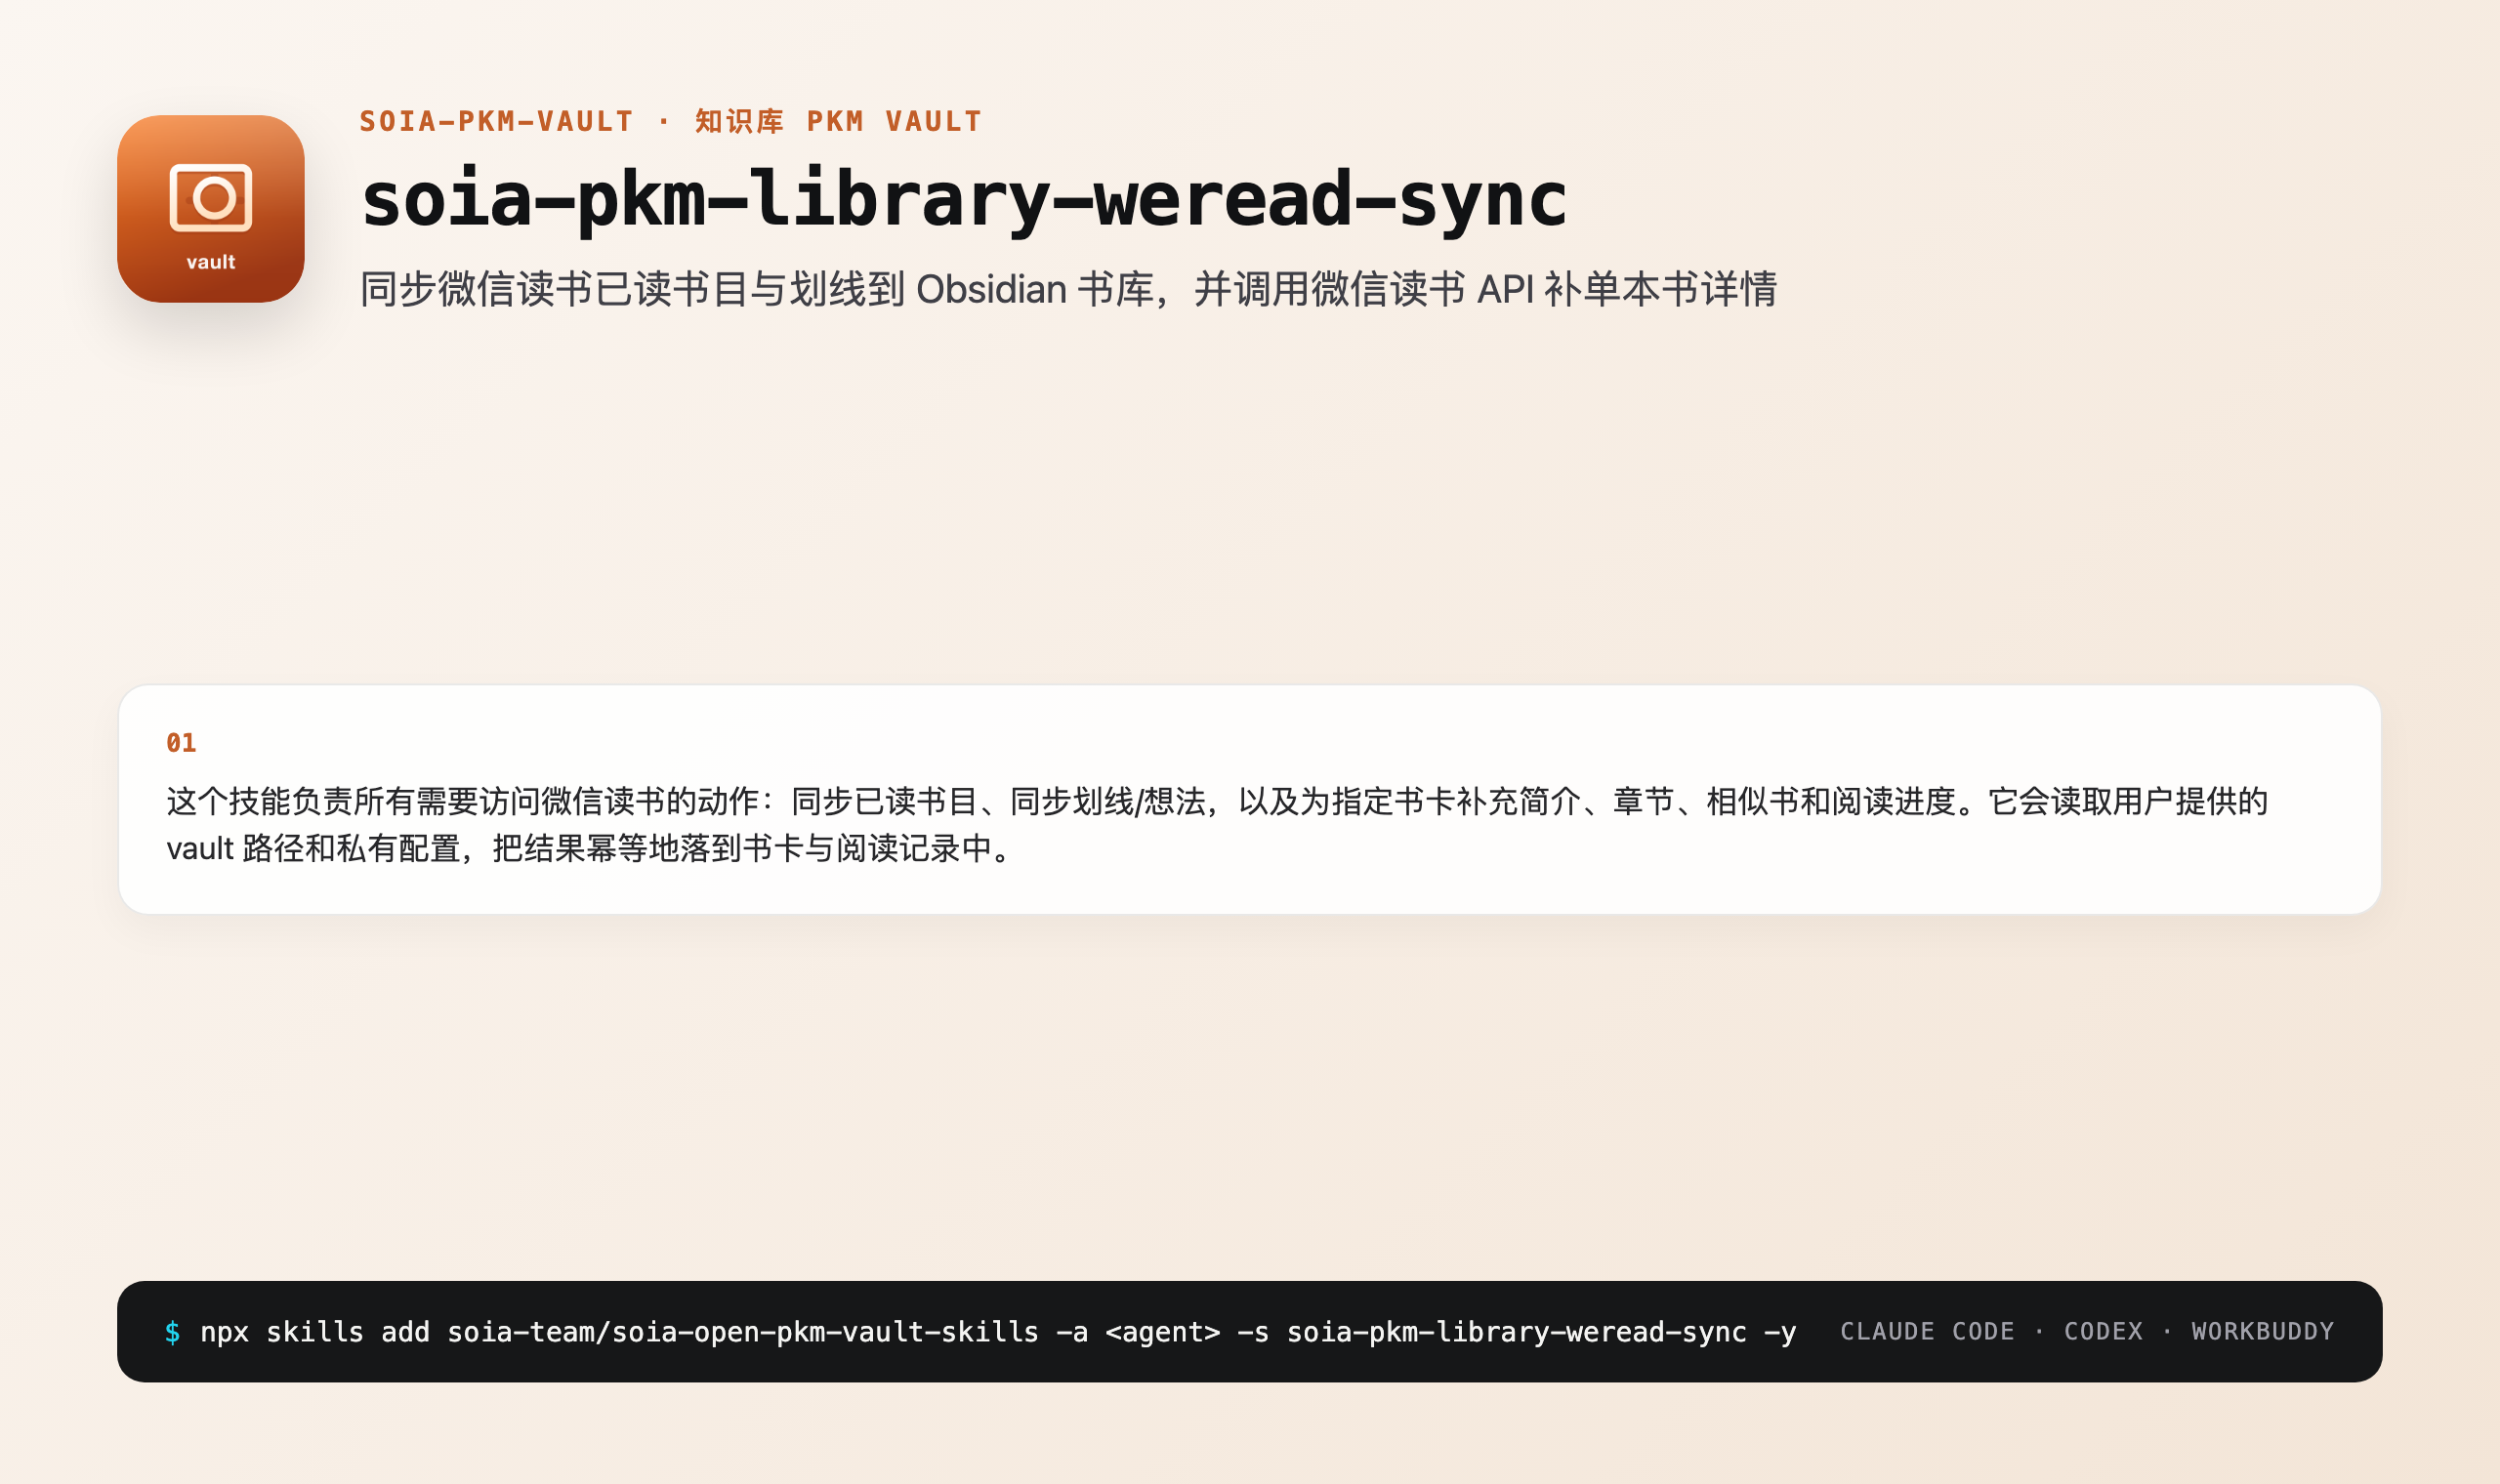 SOIA-PKM-VAULT · 知识库 PKM VAULT
soia-pkm-library-weread-sync
同步微信读书已读书目与划线到 Obsidian 书库，并调用微信读书 API 补单本书详情
vault
01
这个技能负责所有需要访问微信读书的动作：同步已读书目、同步划线/想法，以及为指定书卡补充简介、章节、相似书和阅读进度。它会读取用户提供的
vault 路径和私有配置，把结果幂等地落到书卡与阅读记录中。
$ npx skills add soia-team/soia-open-pkm-vault-skills -a <agent> -s soia-pkm-library-weread-sync -y CLAUDE CODE · CODEX · WORKBUDDY